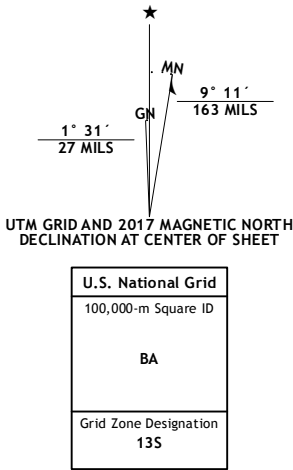 MN
GN
9° 11´
163 MILS
1° 31´
27 MILS
UTM GRID AND 2017 MAGNETIC NORTH
DECLINATION AT CENTER OF SHEET
U.S. National Grid
100,000-m Square ID
BA
Grid Zone Designation
13S